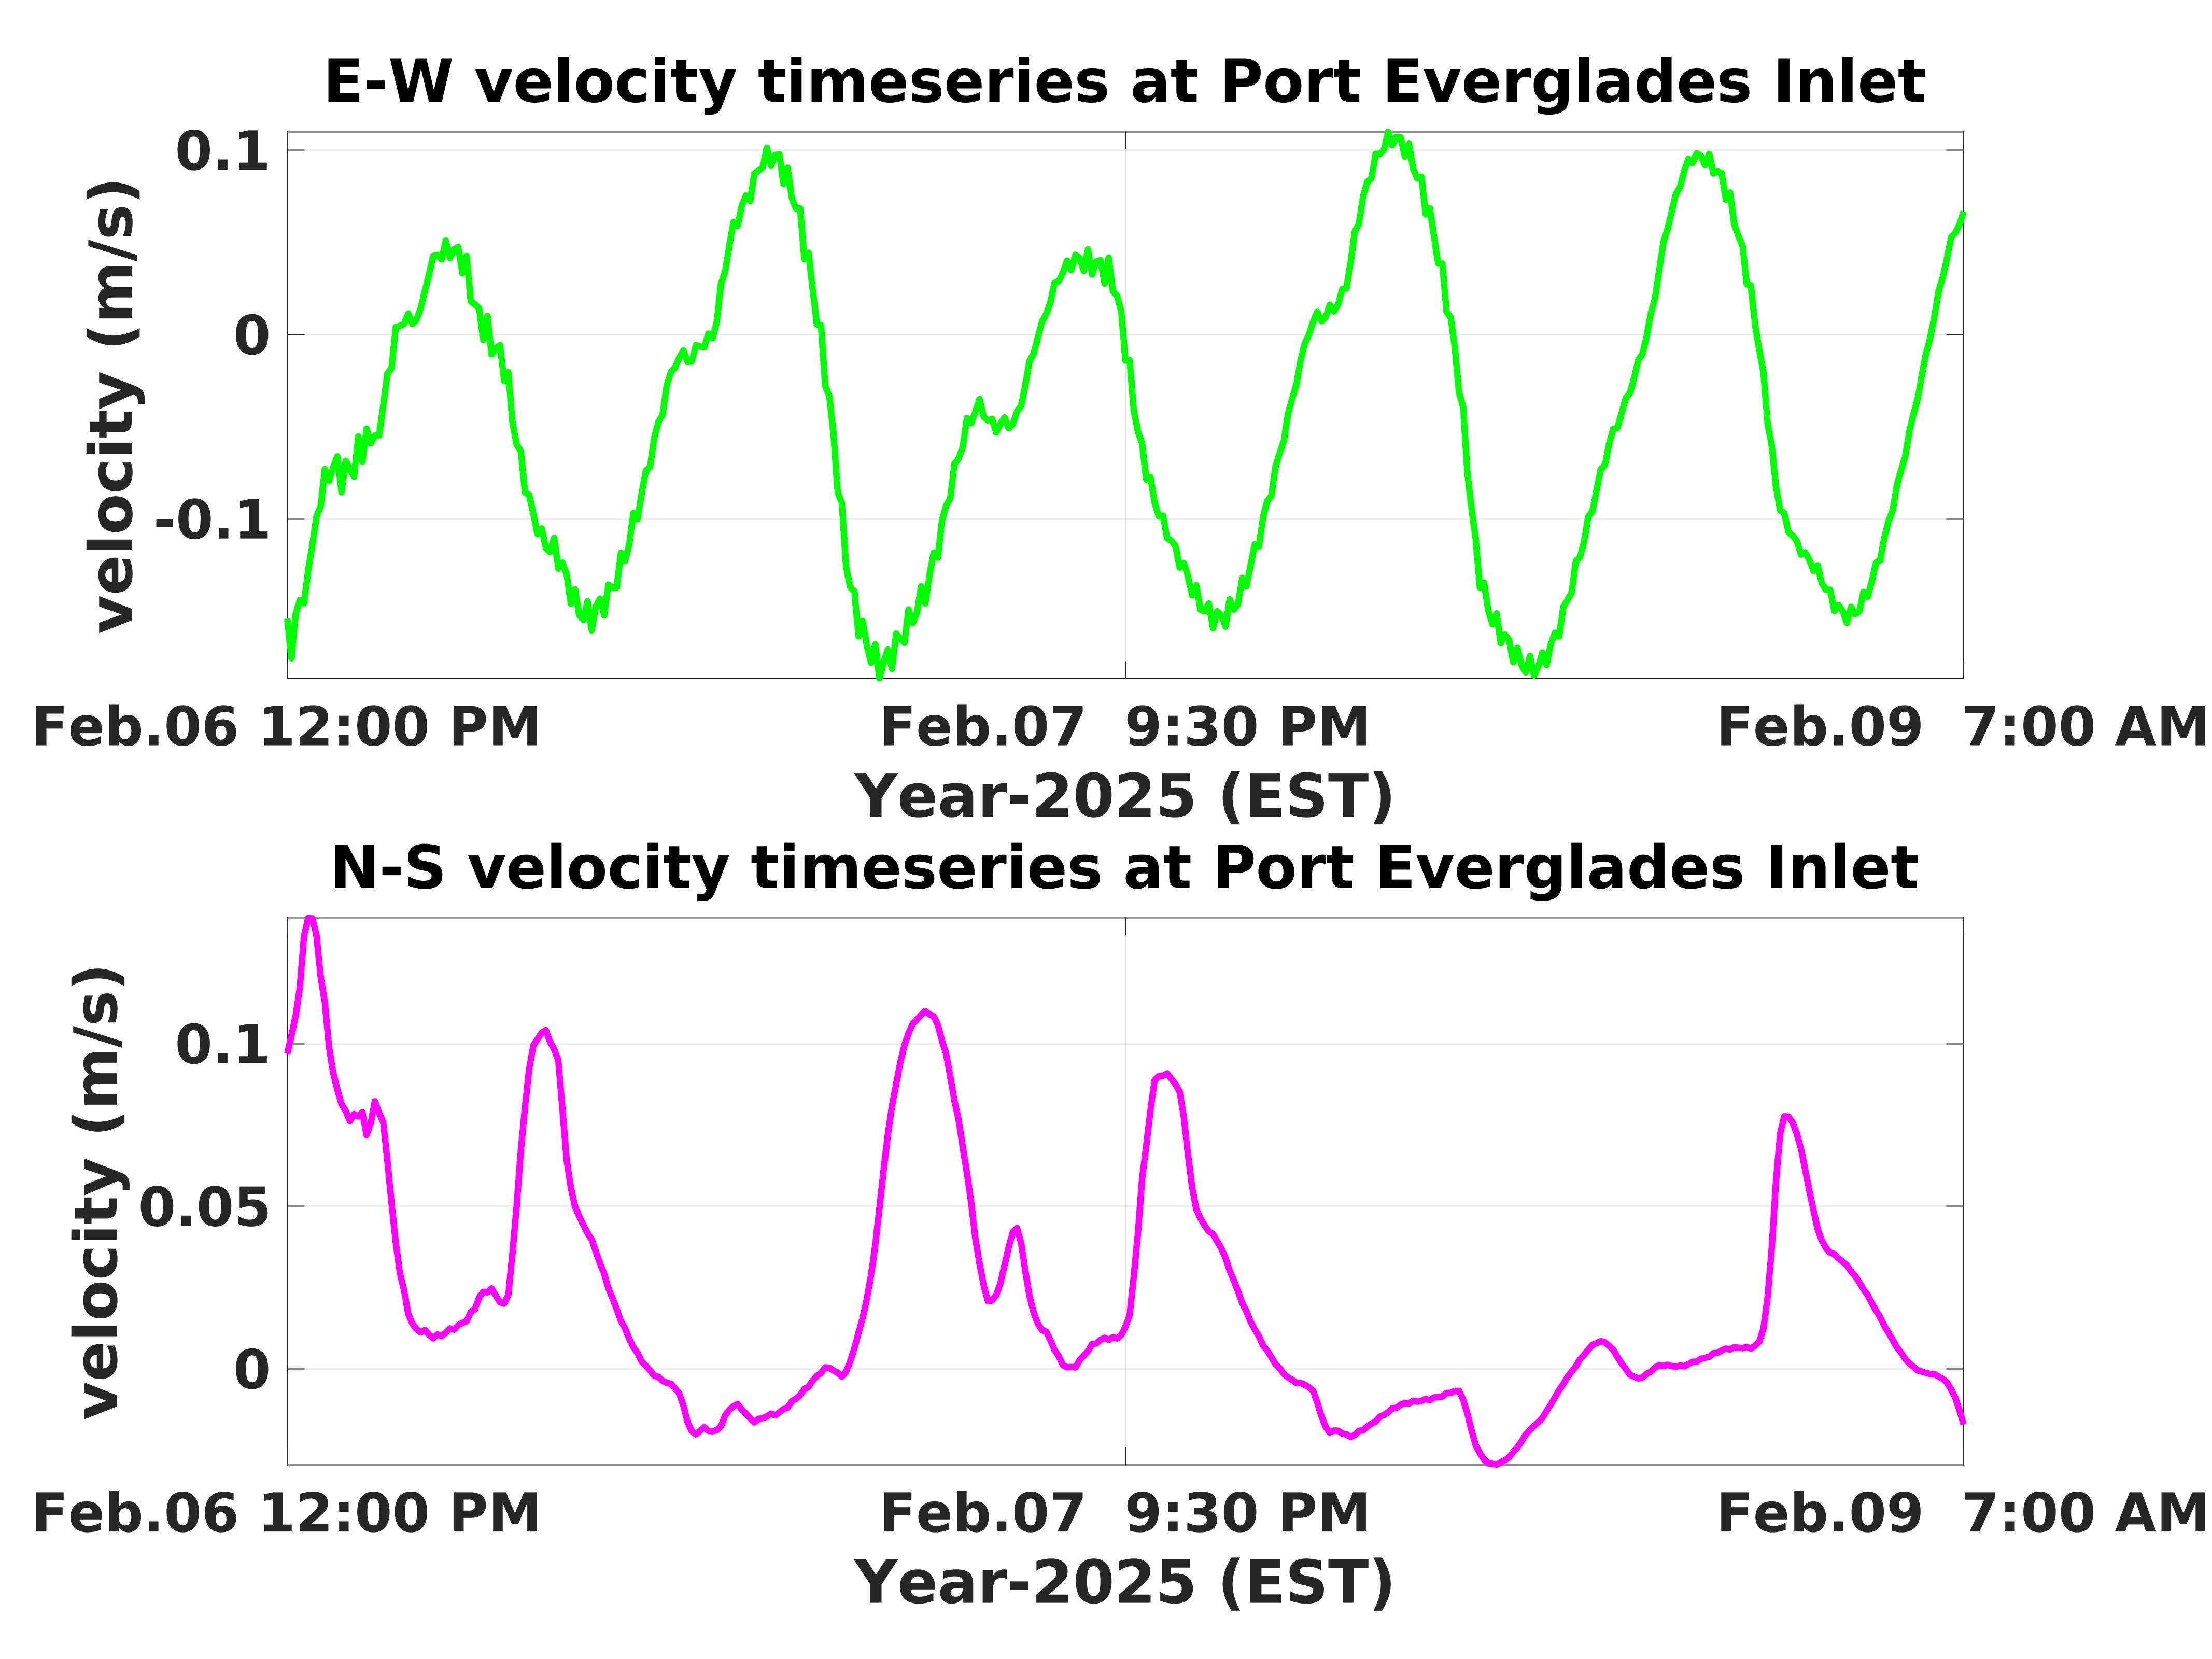 E-W velocity timeseries at Port Everglades Inlet
velocity (m/s)
0.1
0
-0.1
Feb.06 12:00 PM
Feb.07 9:30 PM
Feb.09 7:00 AM
Year-2025 (EST)
N-S velocity timeseries at Port Everglades Inlet
velocity (m/s)
0.1
0.05
0
Feb.06 12:00 PM
Feb.07 9:30 PM
Feb.09 7:00 AM
Year-2025 (EST)